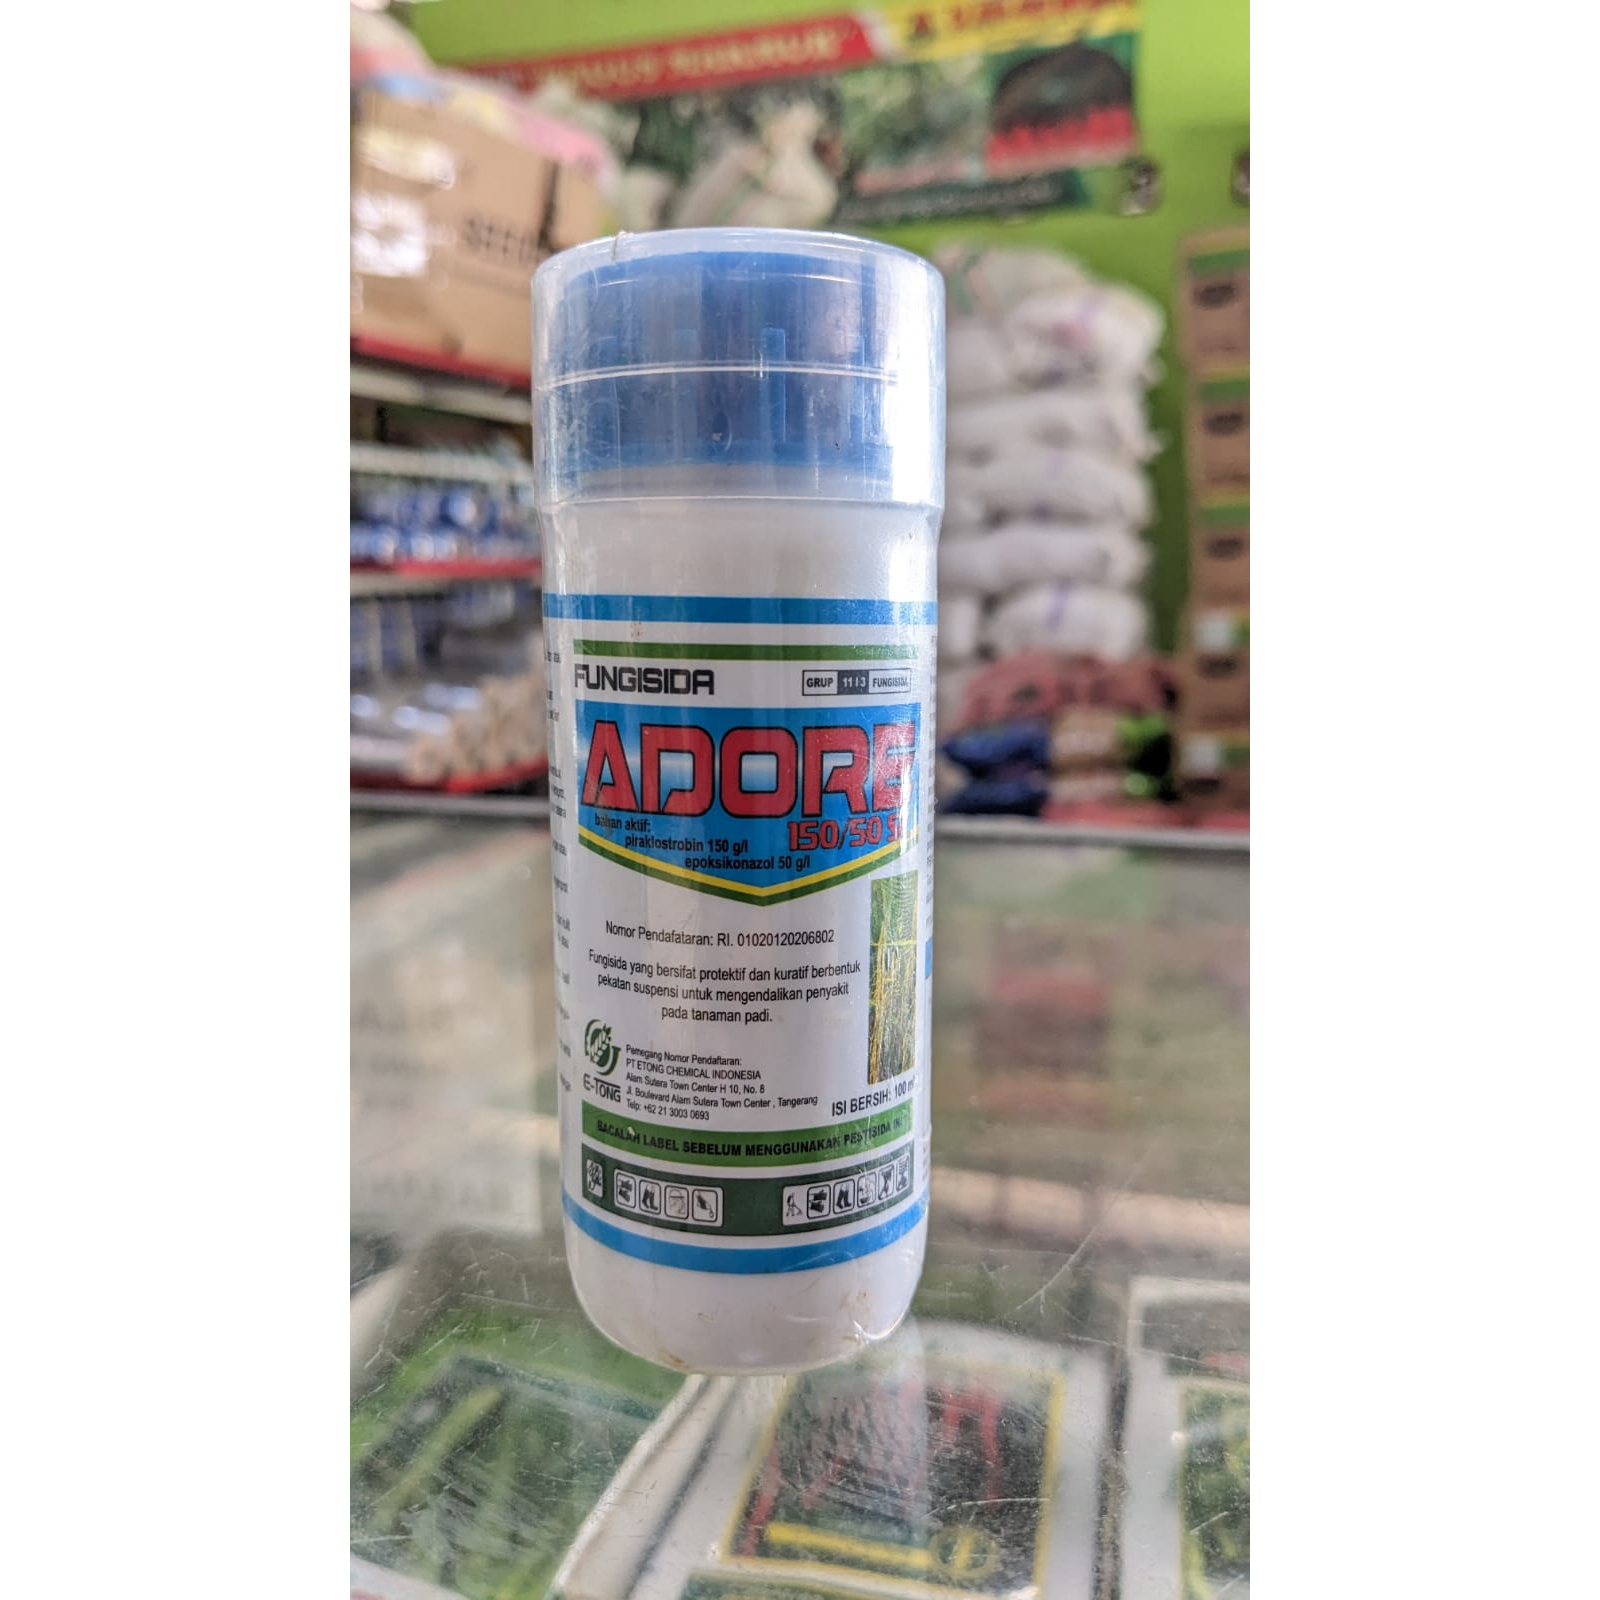 FUNGISIDA
GRUP 11 I 3 FUNGISIDA
ADORE
150/50 S
bahan aktif:
piraklostrobin 150 g/l
epoksikonazol 50 g/l
Nomor Pendafataran: RI. 01020120206802
Fungisida yang bersifat protektif dan kuratif berbentuk
pekatan suspensi untuk mengendalikan penyakit
pada tanaman padi.
E-TONG
Pemegang Nomor Pendaftaran:
PT ETONG CHEMICAL INDONESIA
Alam Sutera Town Center H 10, No. 8
Jl. Boulevard Alam Sutera Town Center , Tangerang
Telp: +62 21 3003 0693
ISI BERSIH: 100 m
BACALAH LABEL SEBELUM MENGGUNAKAN PESTISIDA INI